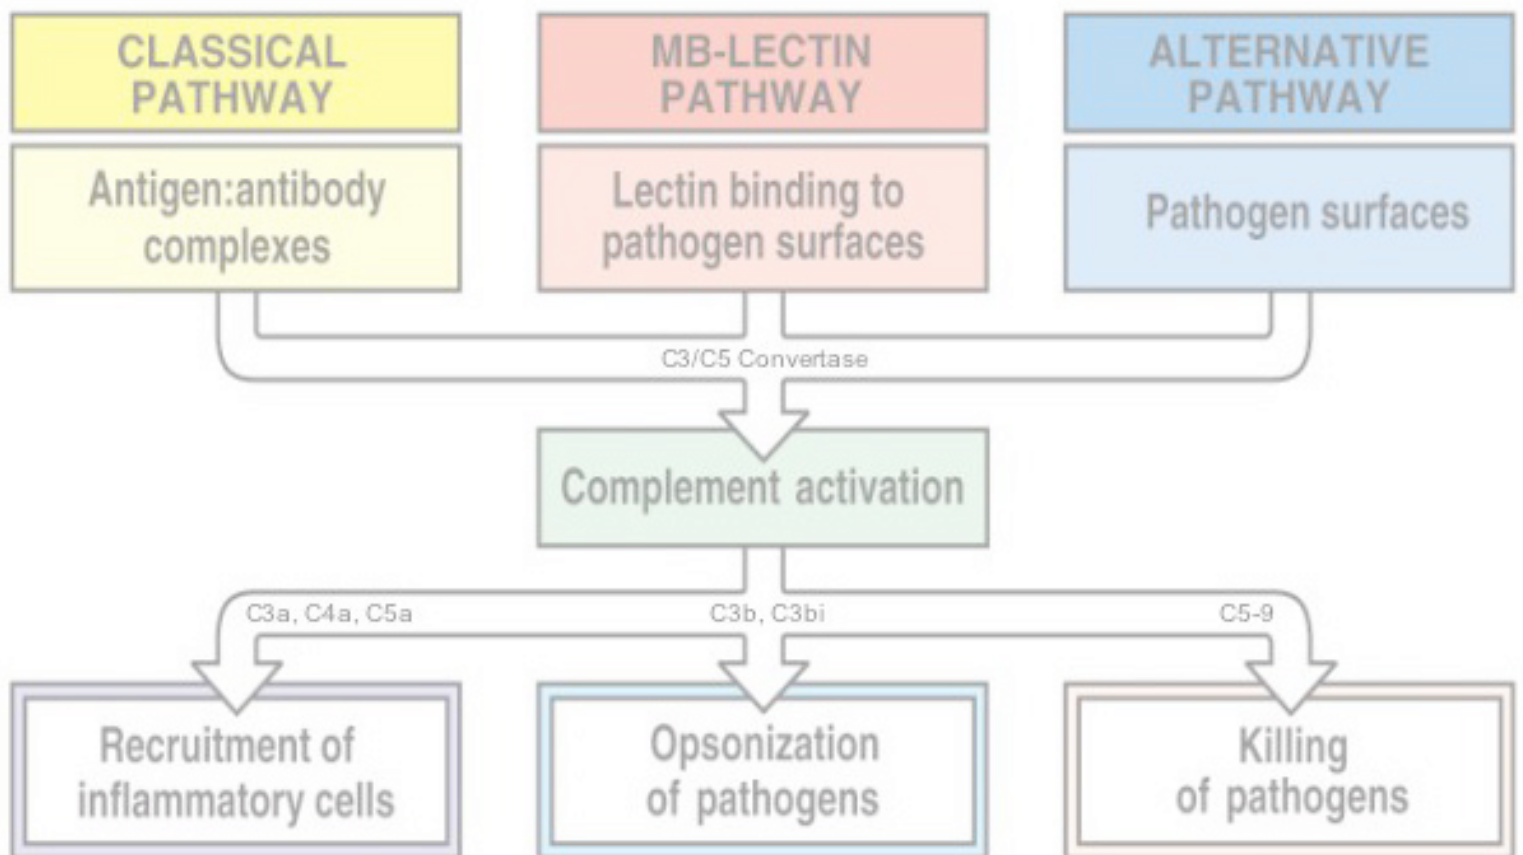 CLASSICAL
PATHWAY
MB-LECTIN
PATHWAY
ALTERNATIVE
PATHWAY
Antigen:antibody
complexes
Lectin binding to
pathogen surfaces
Pathogen surfaces
C3/C5 Convertase
Complement activation
C3a, C4a, C5a
C3b, C3bi
C5-9
Recruitment of
inflammatory cells
Opsonization
of pathogens
Killing
of pathogens